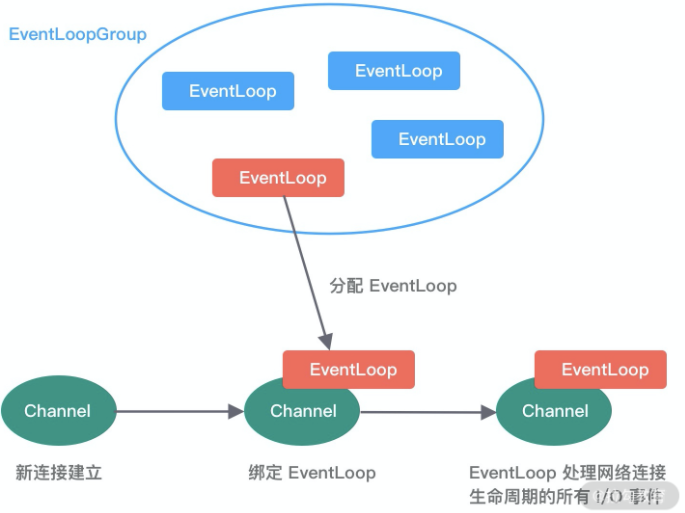 EventLoopGroup
EventLoop
EventLoop
EventLoop
EventLoop
分配 EventLoop
EventLoop
EventLoop
Channel
Channel
Channel
新连接建立
绑定 EventLoop
EventLoop 处理网络连接
生命周期的所有 I/O 事件